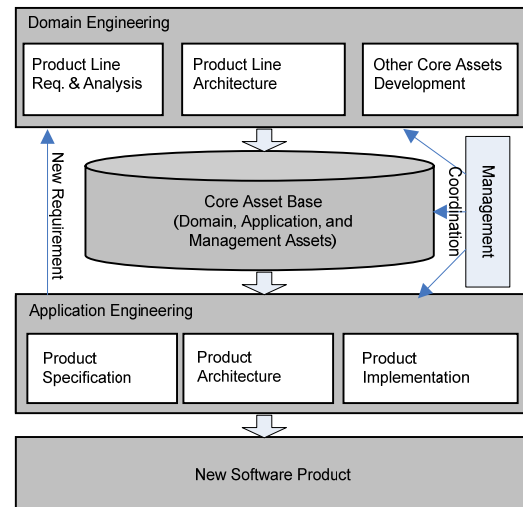 Domain Engineering
Product Line
Req. & Analysis
Product Line
Architecture
Other Core Assets
Development
New Requirement
Core Asset Base
(Domain, Application, and
Management Assets)
Coordination
Management
Application Engineering
Product
Specification
Product
Architecture
Product
Implementation
New Software Product